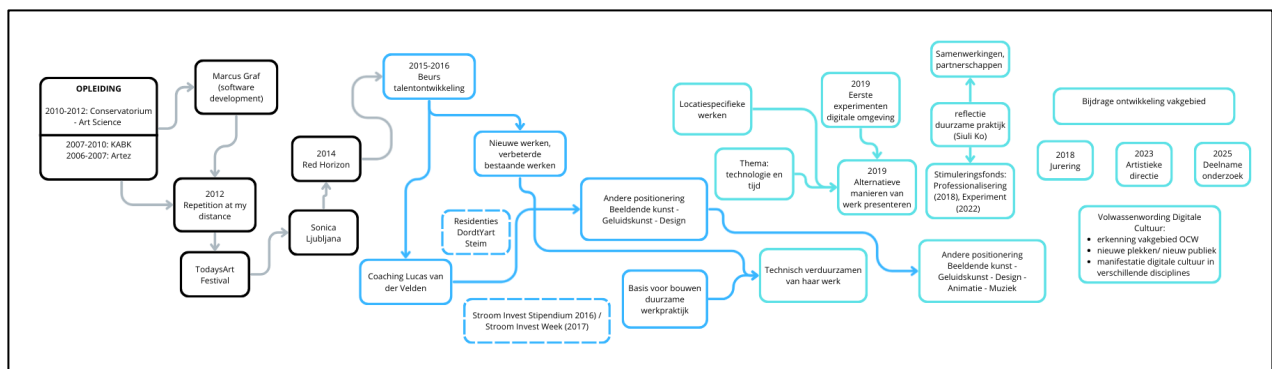 OPLEIDING
2010-2012: Conservatorium
- Art Science
2007-2010: KABK
2006-2007: Artez
Marcus Graf
(software
development)
2012
Repetition at my
distance
TodaysArt
Festival
Sonica
Ljubljana
2014
Red Horizon
2015-2016
Beurs
talentontwikkeling
Nieuwe werken,
verbeterde
bestaande werken
Residenties
DordtYart
Steim
Coaching Lucas van
der Velden
Stroom Invest Stipendium 2016) /
Stroom Invest Week (2017)
Andere positionering
Beeldende kunst -
Geluidskunst - Design
Basis voor bouwen
duurzame
werkpraktijk
Locatiespecifieke
werken
Thema:
technologie en
tijd
Technisch verduurzamen
van haar werk
2019
Eerste
experimenten
digitale omgeving
2019
Alternatieve
manieren van
werk presenteren
Samenwerkingen,
partnerschappen
reflectie
duurzame praktijk
(Siuli Ko)
Stimuleringsfonds:
Professionalisering
(2018), Experiment
(2022)
Andere positionering
Beeldende kunst -
Geluidskunst - Design -
Animatie - Muziek
Bijdrage ontwikkeling vakgebied
2018
Jurering
2023
Artistieke
directie
2025
Deelname
onderzoek
Volwassenwording Digitale
Cultuur:
• erkenning vakgebied OCW
• nieuwe plekken/ nieuw publiek
• manifestatie digitale cultuur in
verschillende disciplines